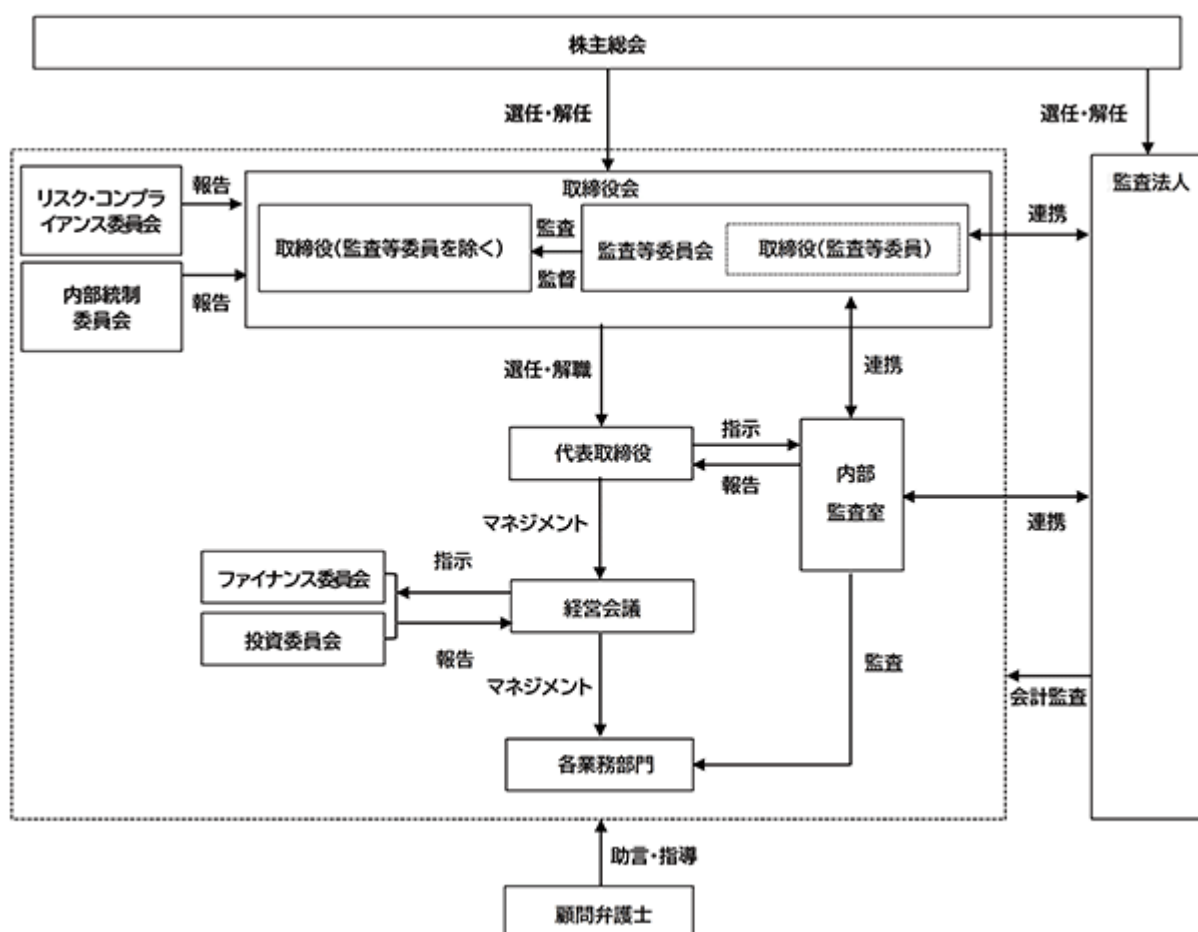 株主総会
選任・解任
選任・解任
リスク・コンプラ
イアンス委員会
報告
取締役会
監査法人
取締役(監査等委員を除く)
監査
監督
監査等委員会
取締役(監査等委員)
連携
内部統制
委員会
報告
選任・解職
連携
代表取締役
指示
報告
内部
監査室
連携
マネジメント
ファイナンス委員会
投資委員会
指示
報告
経営会議
マネジメント
監査
会計監査
各業務部門
助言・指導
顧問弁護士